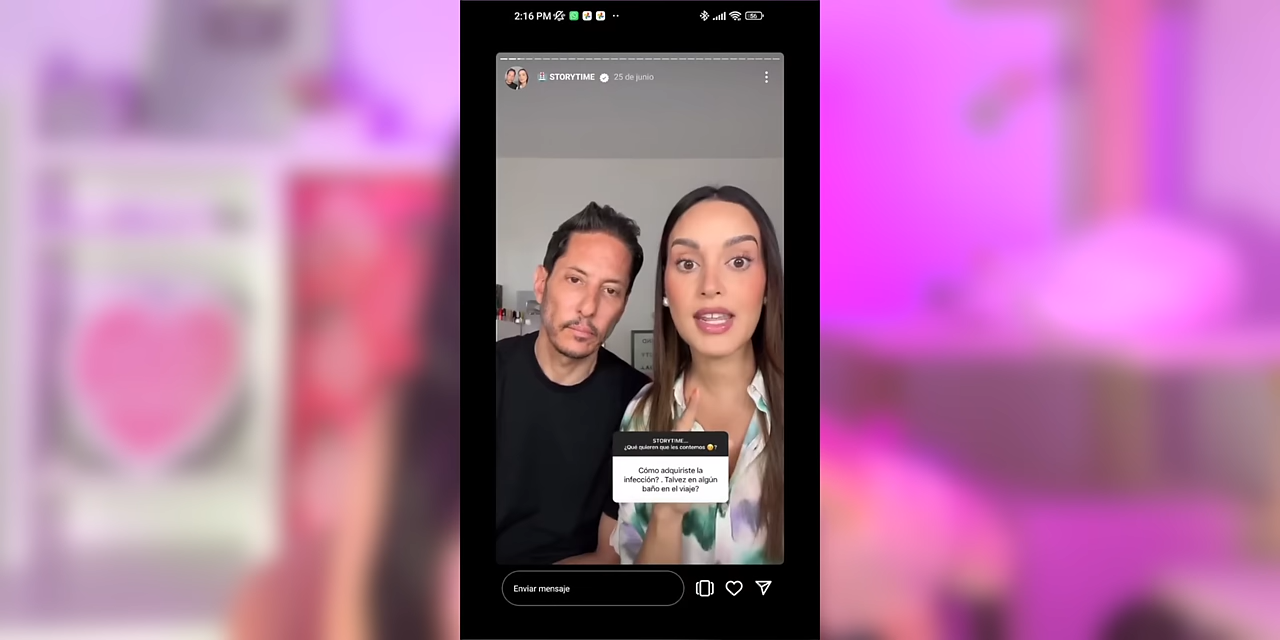 2:16 PM
56
STORYTIME
25 de junio
STORYTIME...
¿Qué quieren que les contemos 😄?
Cómo adquiriste la
infección? . Talvez en algún
baño en el viaje?
Enviar mensaje